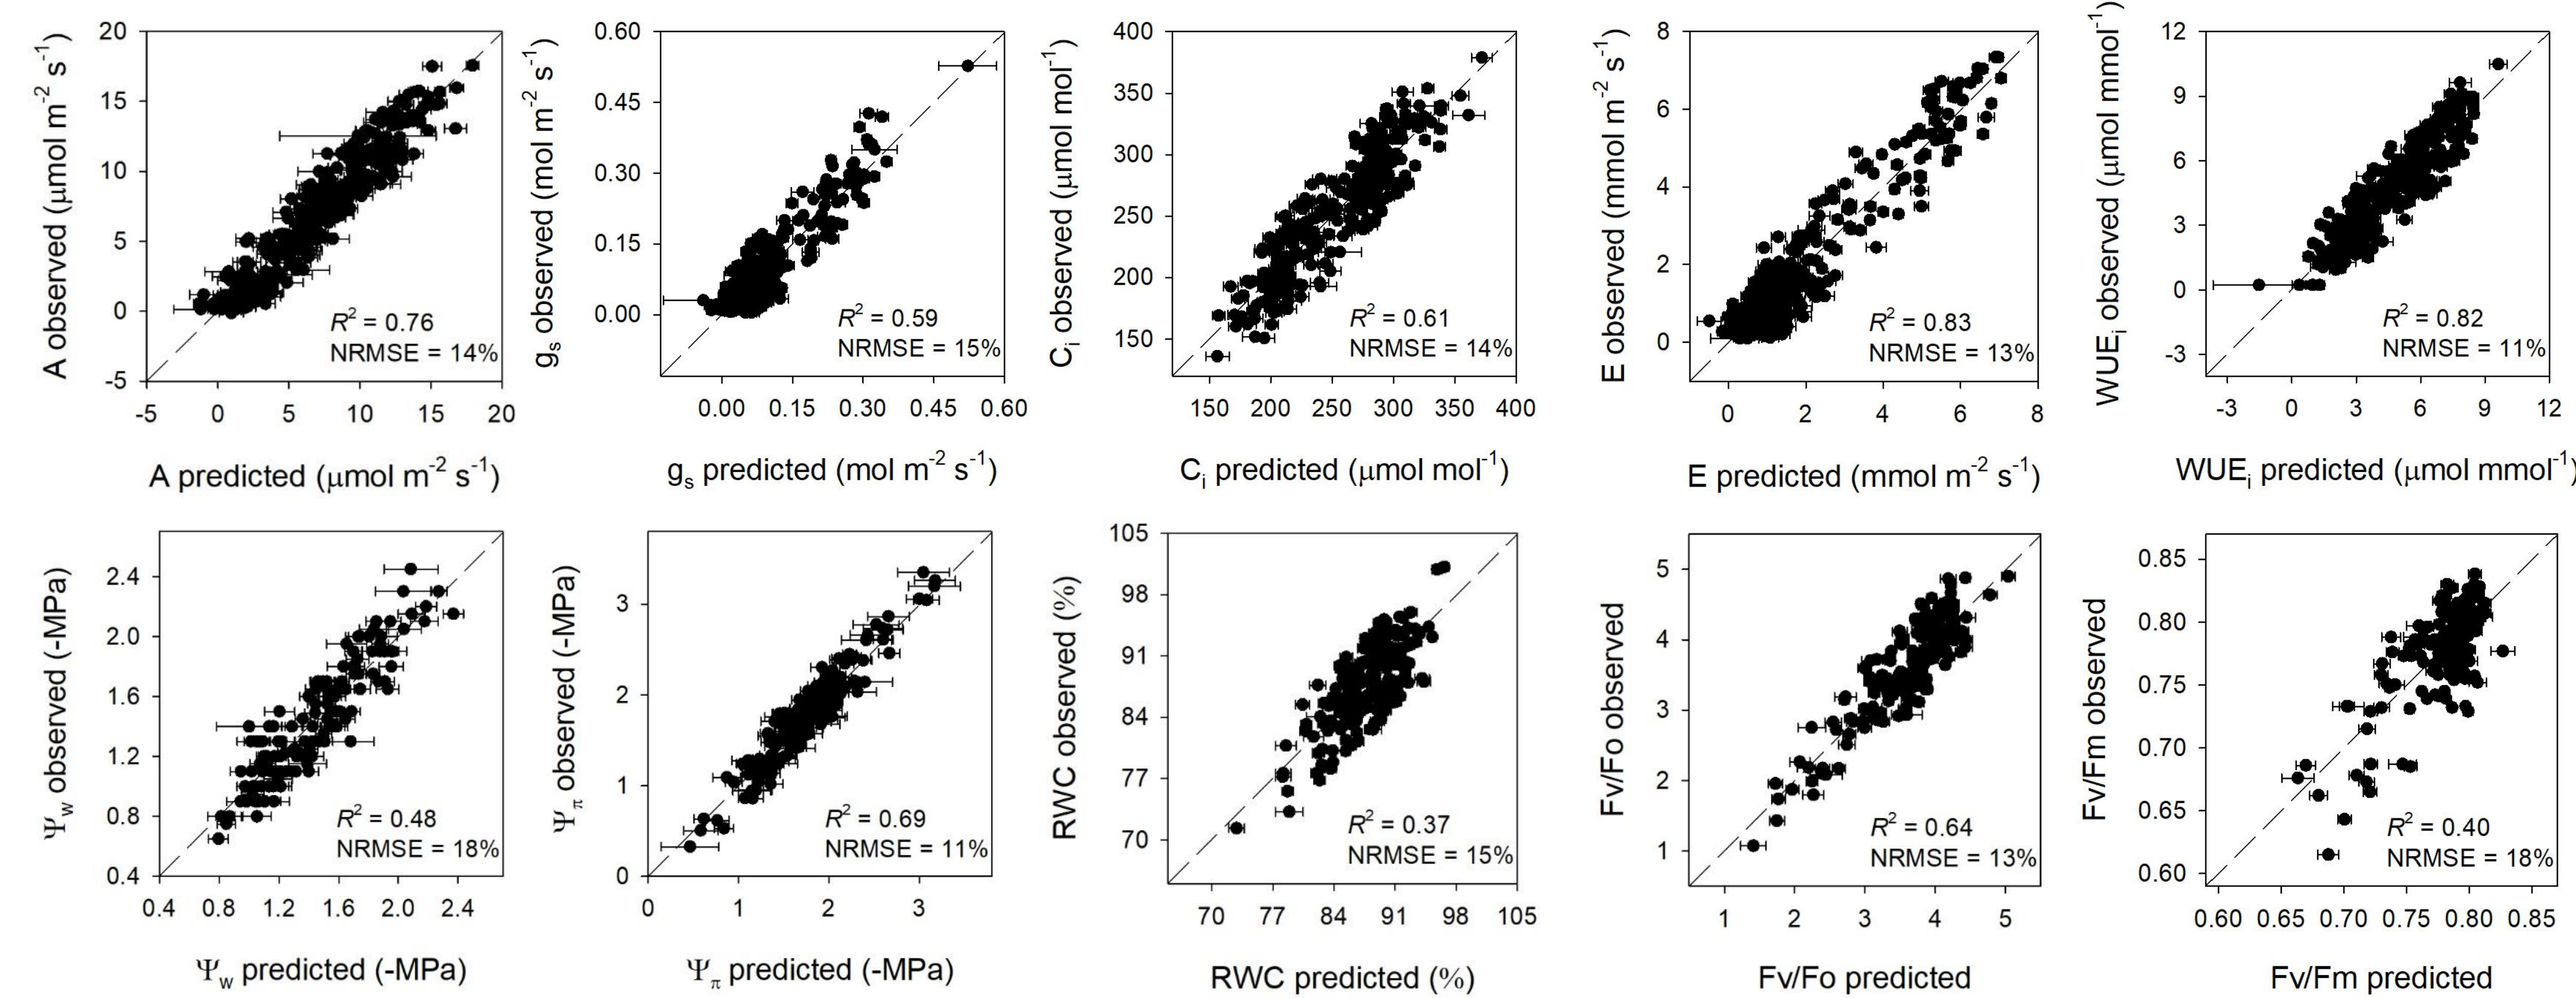 A observed (μmol m⁻² s⁻¹)
20
15
10
5
0
-5
R² = 0.76
NRMSE = 14%
-5 0 5 10 15 20
A predicted (μmol m⁻² s⁻¹)
gₛ observed (mol m⁻² s⁻¹)
0.60
0.45
0.30
0.15
0.00
R² = 0.59
NRMSE = 15%
0.00 0.15 0.30 0.45 0.60
gₛ predicted (mol m⁻² s⁻¹)
Cᵢ observed (μmol mol⁻¹)
400
350
300
250
200
150
R² = 0.61
NRMSE = 14%
150 200 250 300 350 400
Cᵢ predicted (μmol mol⁻¹)
E observed (mmol m⁻² s⁻¹)
8
6
4
2
0
R² = 0.83
NRMSE = 13%
0 2 4 6 8
E predicted (mmol m⁻² s⁻¹)
WUEᵢ observed (μmol mmol⁻¹)
12
9
6
3
0
-3
R² = 0.82
NRMSE = 11%
-3 0 3 6 9 12
WUEᵢ predicted (μmol mmol⁻¹)
Ψw observed (-MPa)
2.4
2.0
1.6
1.2
0.8
0.4
R² = 0.48
NRMSE = 18%
0.4 0.8 1.2 1.6 2.0 2.4
Ψw predicted (-MPa)
Ψπ observed (-MPa)
3
2
1
0
R² = 0.69
NRMSE = 11%
0 1 2 3
Ψπ predicted (-MPa)
RWC observed (%)
105
98
91
84
77
70
R² = 0.37
NRMSE = 15%
70 77 84 91 98 105
RWC predicted (%)
Fv/Fo observed
5
4
3
2
1
R² = 0.64
NRMSE = 13%
1 2 3 4 5
Fv/Fo predicted
Fv/Fm observed
0.85
0.80
0.75
0.70
0.65
0.60
R² = 0.40
NRMSE = 18%
0.60 0.65 0.70 0.75 0.80 0.85
Fv/Fm predicted